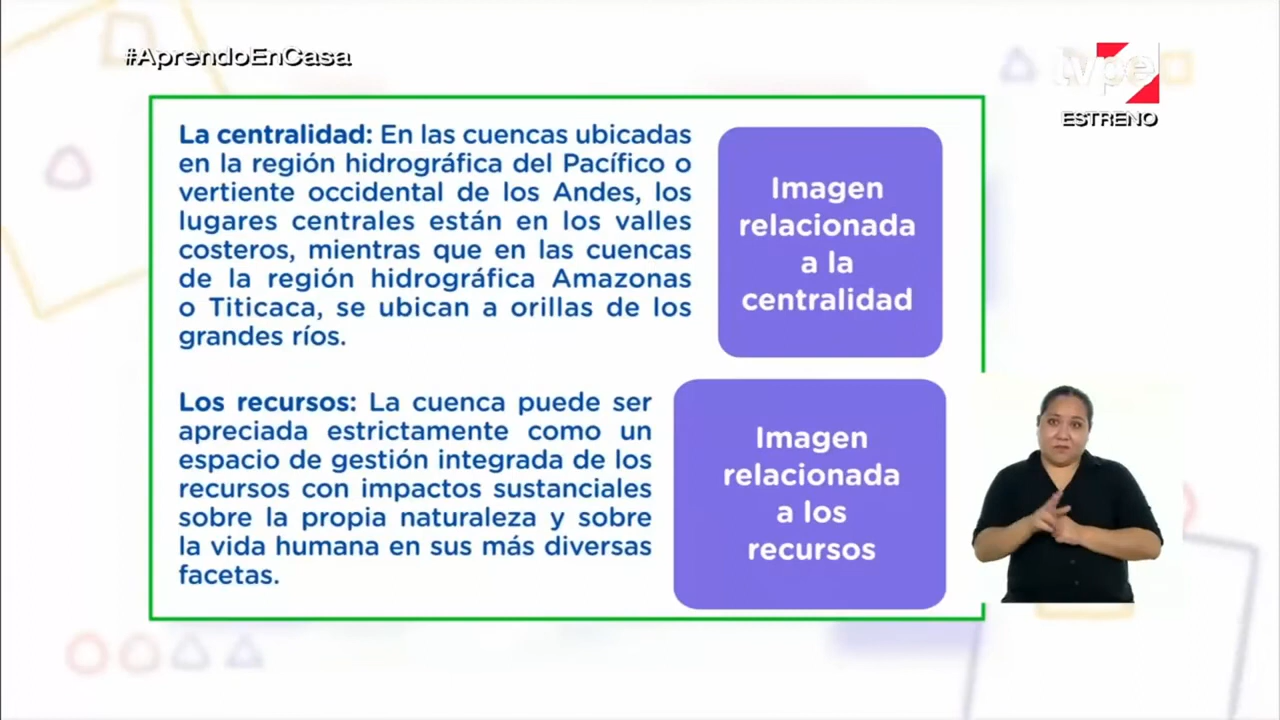 #AprendoEnCasa
tvpe
ESTRENO
La centralidad: En las cuencas ubicadas
en la región hidrográfica del Pacífico o
vertiente occidental de los Andes, los
lugares centrales están en los valles
costeros, mientras que en las cuencas
de la región hidrográfica Amazonas
o Titicaca, se ubican a orillas de los
grandes ríos.
Imagen
relacionada
a la
centralidad
Los recursos: La cuenca puede ser
apreciada estrictamente como un
espacio de gestión integrada de los
recursos con impactos sustanciales
sobre la propia naturaleza y sobre
la vida humana en sus más diversas
facetas.
Imagen
relacionada
a los
recursos